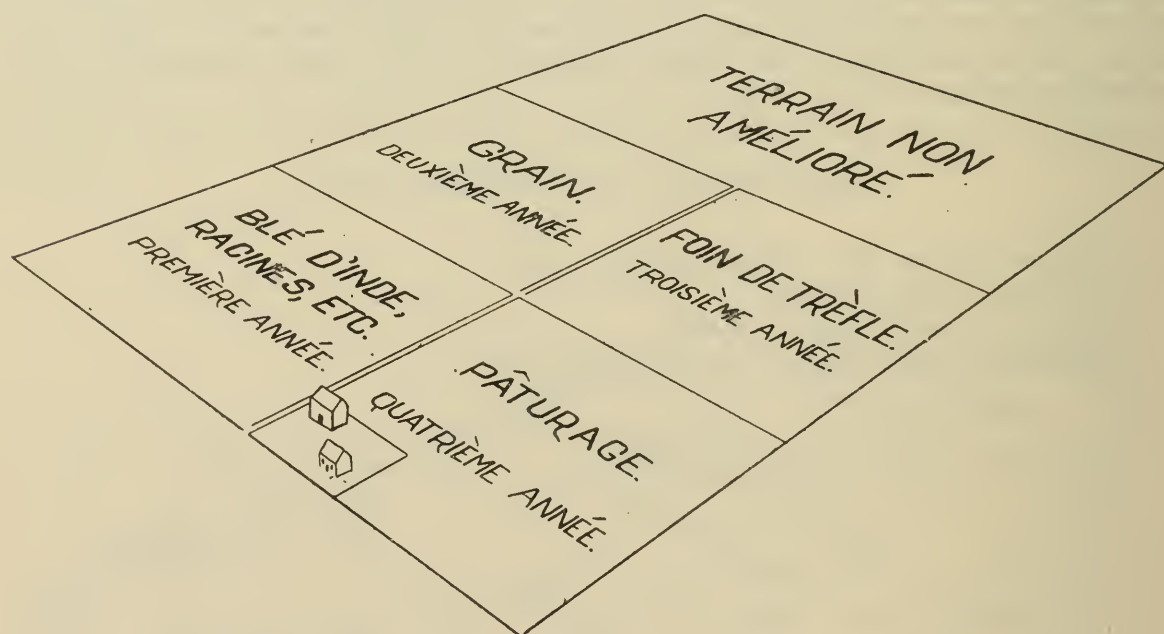 TERRAIN NON
AMÉLIORÉ.
GRAIN.
DEUXIÈME ANNÉE.
BLÉ D'INDE,
RACINES, ETC.
PREMIÈRE ANNÉE.
FOIN DE TRÈFLE.
TROISIÈME ANNÉE.
PÂTURAGE.
QUATRIÈME ANNÉE.